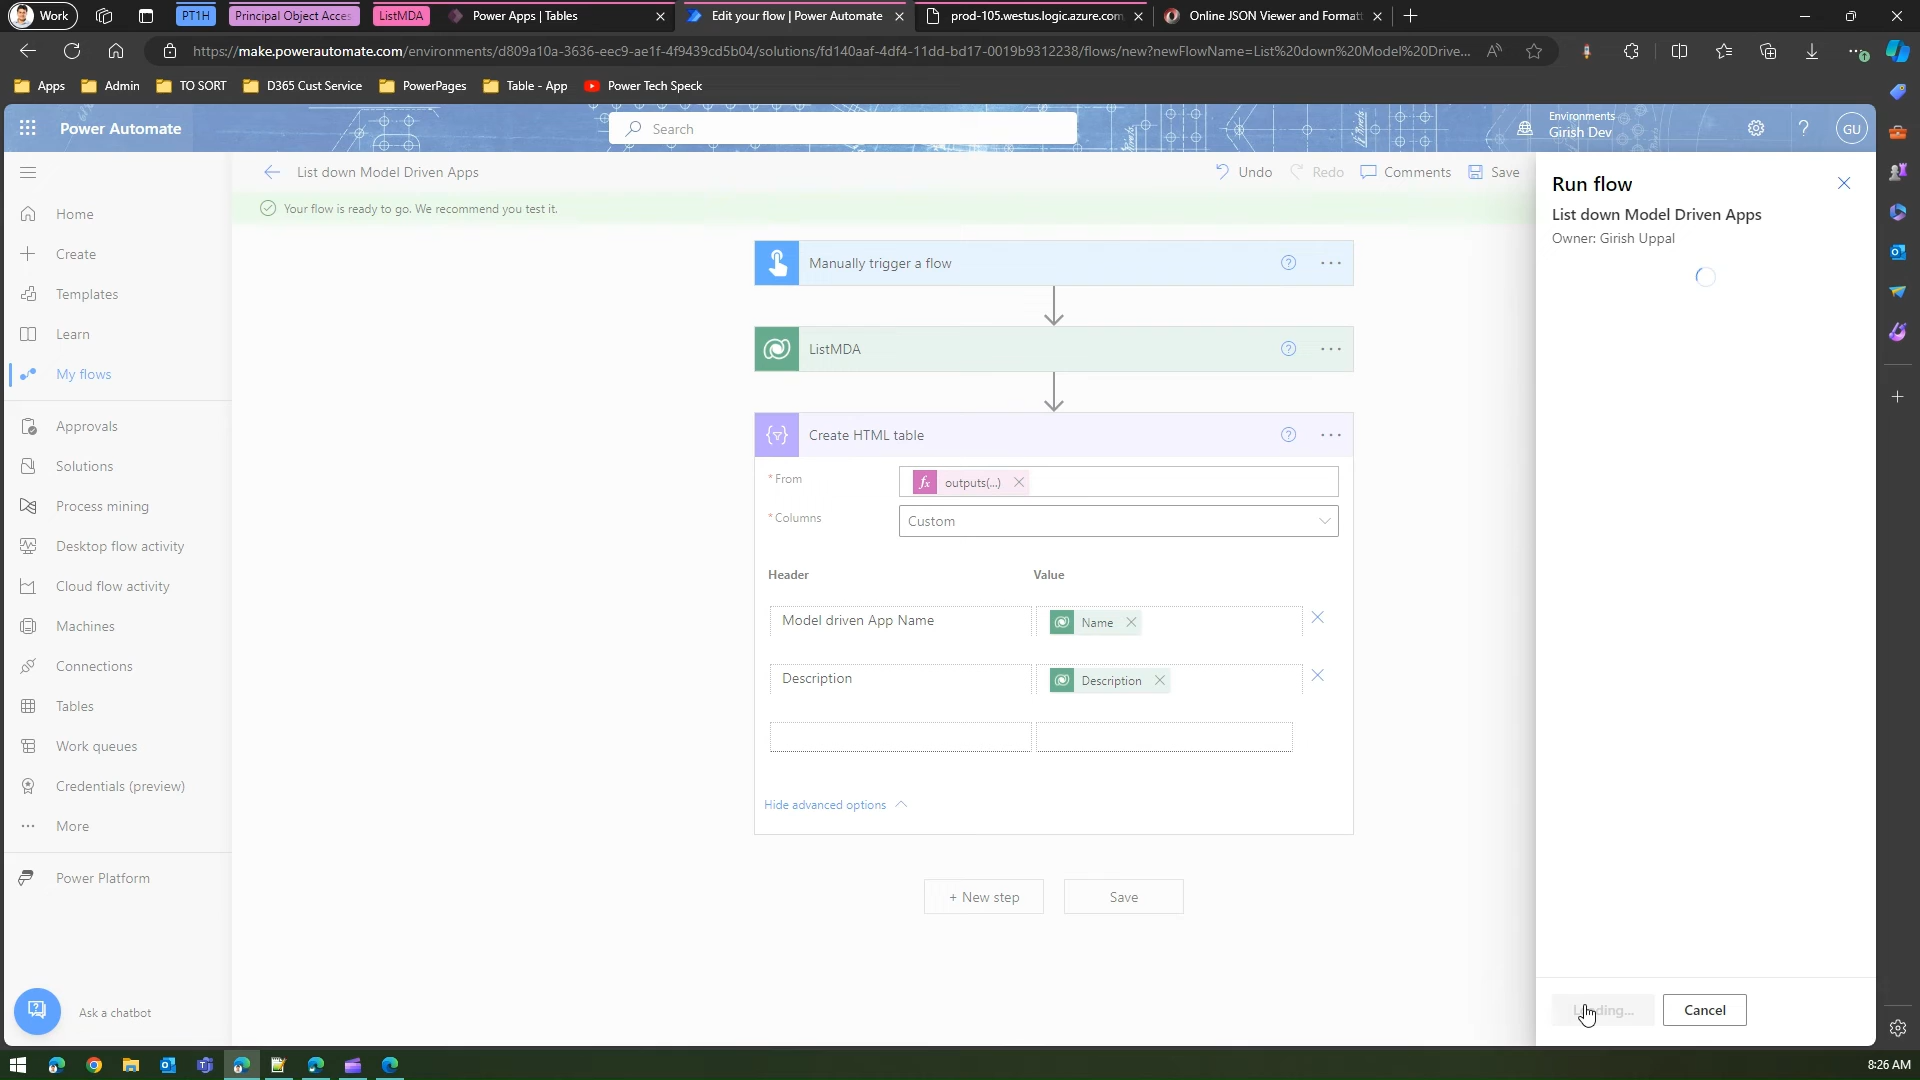 Work
PT1H
Principal Object Acces
ListMDA
Power Apps | Tables
Edit your flow | Power Automate
prod-105.westus.logic.azure.com
Online JSON Viewer and Formatt
https://make.powerautomate.com/environments/d809a10a-3636-eec9-ae1f-4f9439cd5b04/solutions/fd140aaf-4df4-11dd-bd17-0019b9312238/flows/new?newFlowName=List%20down%20Model%20Drive...
Apps
Admin
TO SORT
D365 Cust Service
PowerPages
Table - App
Power Tech Speck
Power Automate
Search
Environments
Girish Dev
GU
List down Model Driven Apps
Undo
Redo
Comments
Save
Your flow is ready to go. We recommend you test it.
Home
Create
Templates
Learn
My flows
Approvals
Solutions
Process mining
Desktop flow activity
Cloud flow activity
Machines
Connections
Tables
Work queues
Credentials (preview)
More
Power Platform
Ask a chatbot
Manually trigger a flow
ListMDA
Create HTML table
* From
outputs(...)
* Columns
Custom
Header
Value
Model driven App Name
Name
Description
Description
Hide advanced options
+ New step
Save
Run flow
List down Model Driven Apps
Owner: Girish Uppal
Cancel
8:26 AM